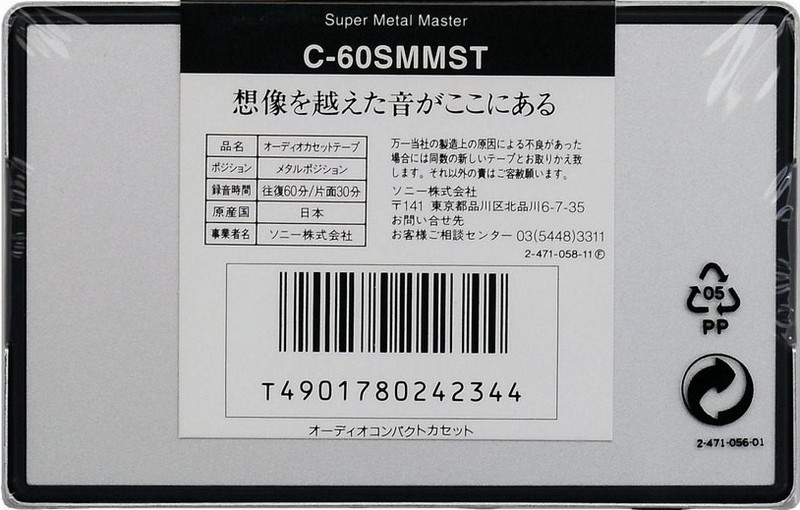 Super Metal Master
C-60SMMST
想像を越えた音がここにある
品名 オーディオカセットテープ
ポジション メタルポジション
録音時間 往復60分/片面30分
原産国 日本
事業者名 ソニー株式会社
万一当社の製造上の原因による不良があった
場合には同数の新しいテープとお取りかえ致
します。それ以外の責はご容赦願います。
ソニー株式会社
〒141 東京都品川区北品川6-7-35
お問い合せ先
お客様ご相談センター 03(5448)3311
2-471-058-11Ⓕ
T4901780242344
オーディオコンパクトカセット
05
PP
2-471-056-01